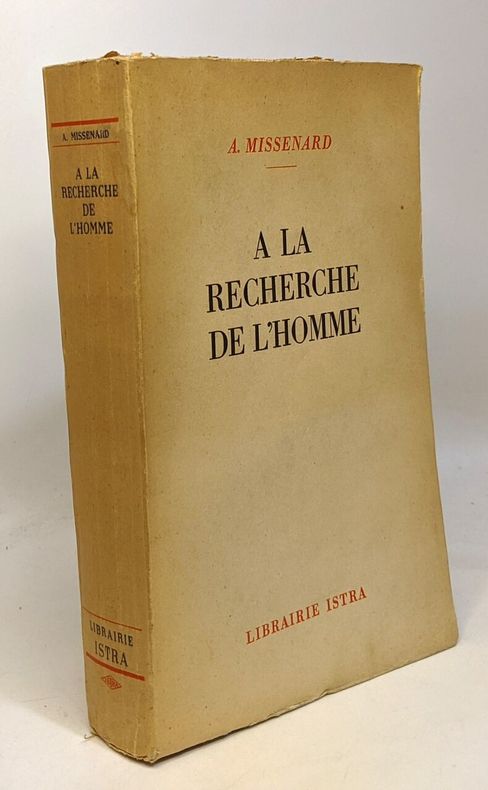 A. MISSENARD
A LA
RECHERCHE
DE
L'HOMME
LIBRAIRIE
ISTRA
A. MISSENARD
A LA
RECHERCHE
DE L'HOMME
LIBRAIRIE ISTRA